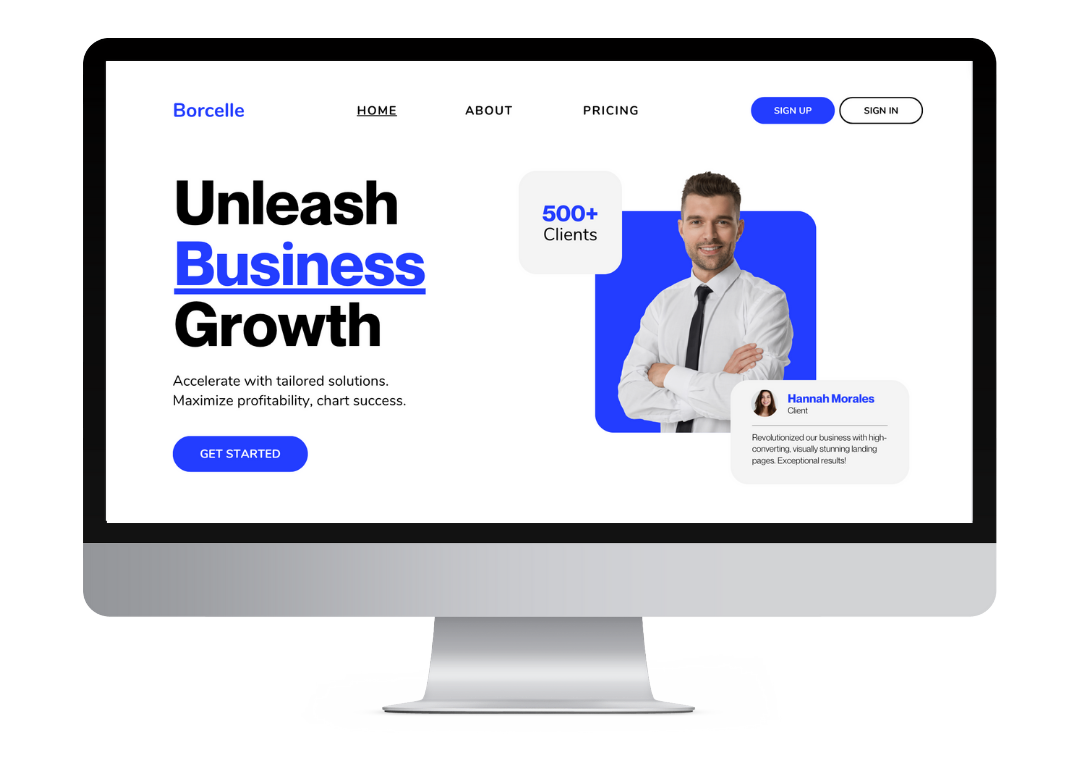 Borcelle
HOME
ABOUT
PRICING
SIGN UP
SIGN IN
Unleash
Business
Growth
Accelerate with tailored solutions.
Maximize profitability, chart success.
GET STARTED
500+
Clients
Hannah Morales
Client
Revolutionized our business with high-
converting, visually stunning landing
pages. Exceptional results!